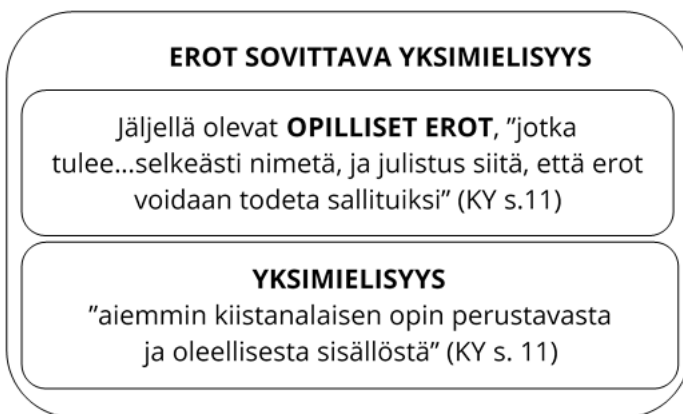 EROT SOVITTAVA YKSIMIELISYYS
Jäljellä olevat OPILLISET EROT, ”jotka
tulee...selkeästi nimetä, ja julistus siitä, että erot
voidaan todeta sallituiksi” (KY s.11)
YKSIMIELISYYS
”aiemmin kiistanalaisen opin perustavasta
ja oleellisesta sisällöstä” (KY s. 11)